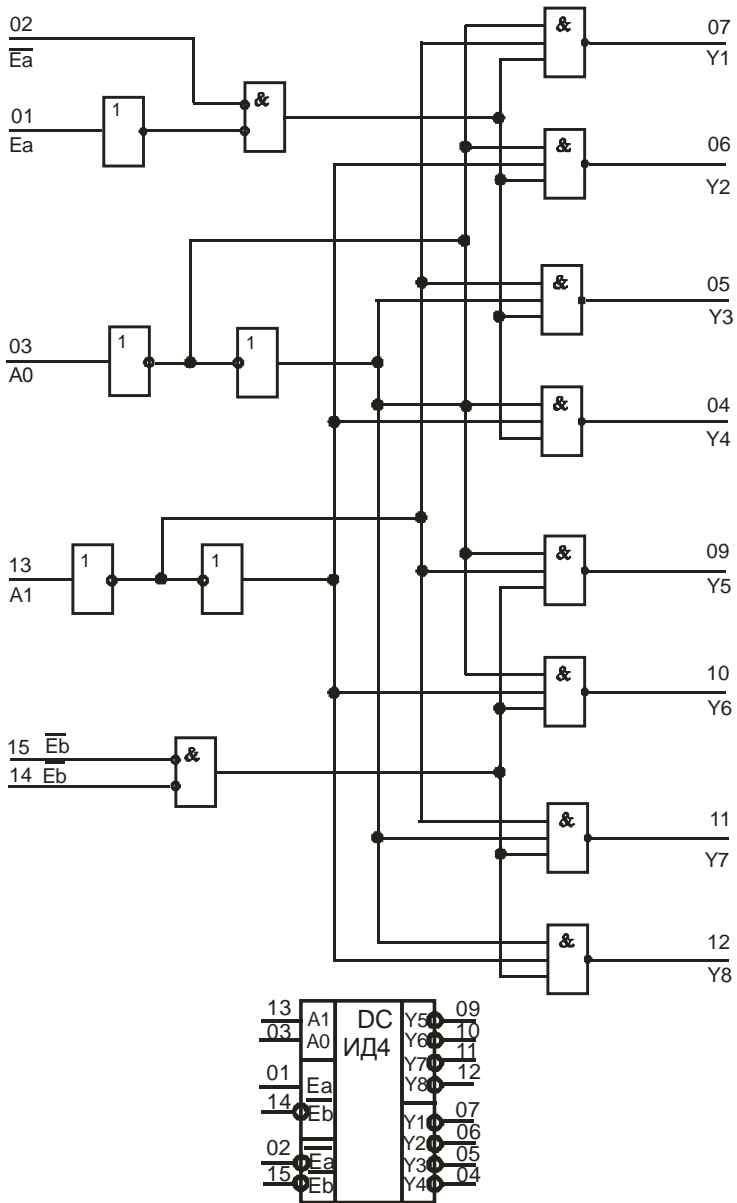 02
& 07
Ea Y1
01 1 &
Ea
& 06
Y2
& 05
Y3
03 1 1
A0
& 04
Y4
13 1 1
A1
& 09
Y5
& 10
Y6
15 Eb &
14 Eb
& 11
Y7
& 12
Y8
13 A1 DC Y5 09
03 A0 ИД4 Y6 10
Y7 11
01 Ea Y8 12
14 Eb
Y1 07
02 Ea Y2 06
15 Eb Y3 05
Y4 04